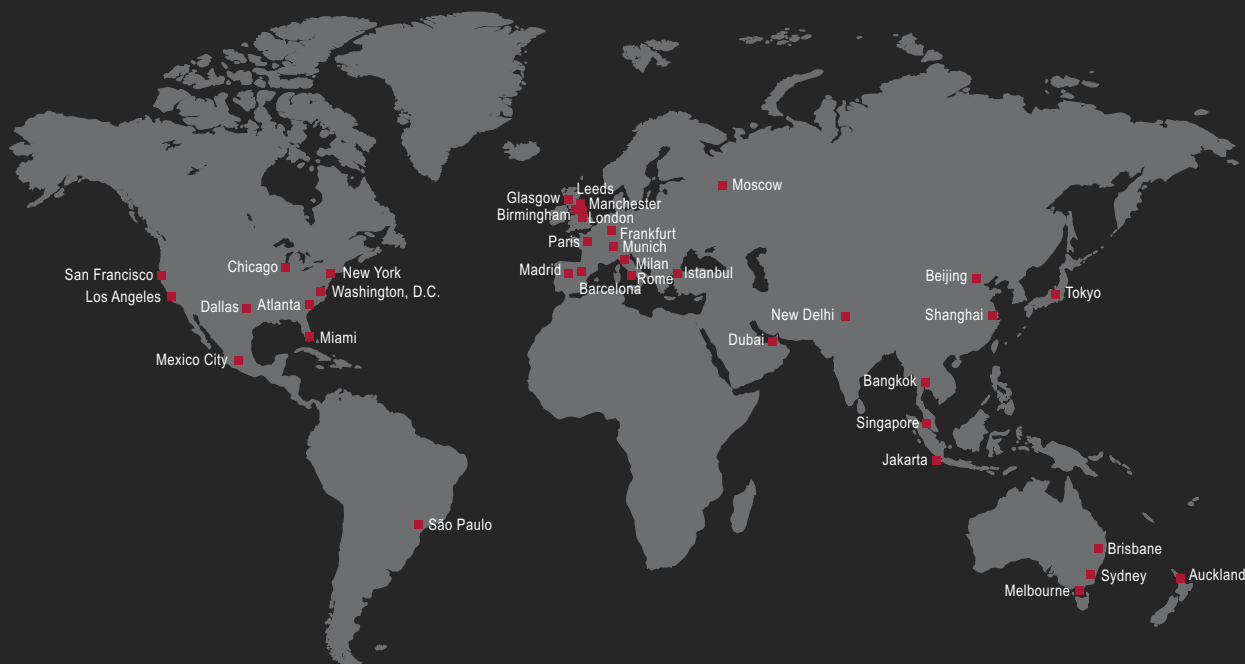 Leeds
Glasgow
Manchester
Birmingham
London
Moscow
Paris
Frankfurt
Munich
Milan
Madrid
Rome
Barcelona
Istanbul
San Francisco
Los Angeles
Chicago
New York
Washington, D.C.
Dallas
Atlanta
Miami
Mexico City
São Paulo
Beijing
Tokyo
Shanghai
New Delhi
Dubai
Bangkok
Singapore
Jakarta
Brisbane
Sydney
Melbourne
Auckland